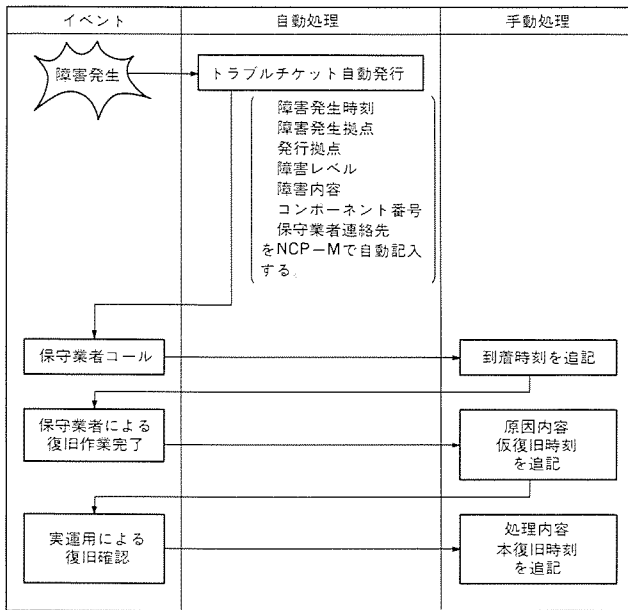 イベント
自動処理
手動処理
障害発生
トラブルチケット自動発行
障害発生時刻
障害発生拠点
発行拠点
障害レベル
障害内容
コンポーネント番号
保守業者連絡先
をNCP－Mで自動記入
する。
保守業者コール
到着時刻を追記
保守業者による
復旧作業完了
原因内容
仮復旧時刻
を追記
実運用による
復旧確認
処理内容
本復旧時刻
を追記